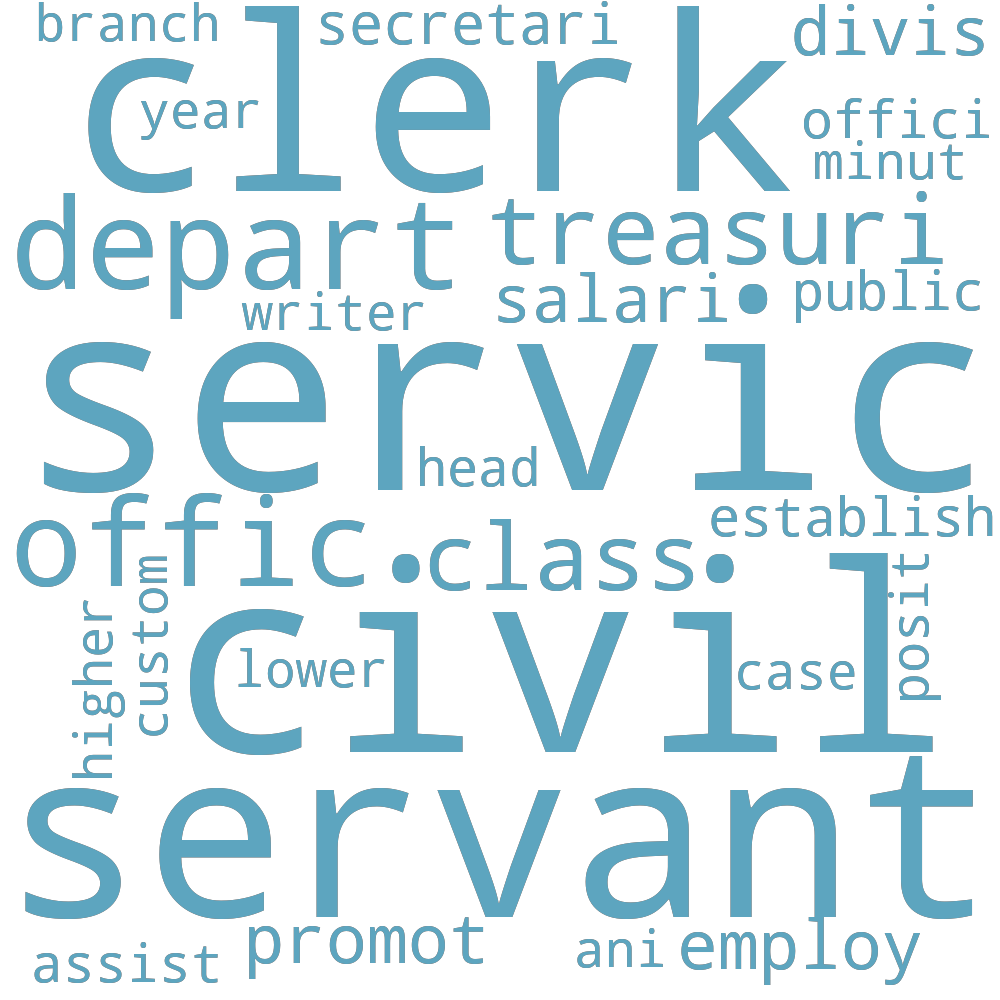 branch
secretari
divis
clerk
year
offici
minut
depart
treasuri
writer
salari
public
servic
head
offic
class
establish
higher
custom
civil
lower
case
posit
servant
assist
promot
ani
employ